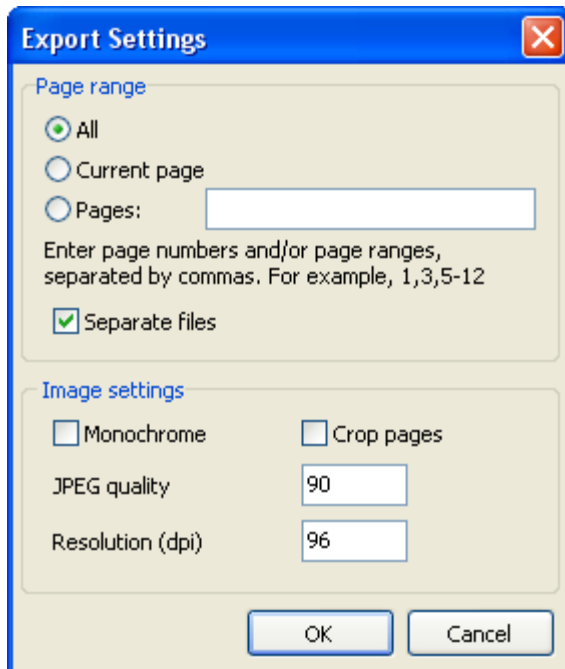 Export Settings
Page range
All
Current page
Pages:
Enter page numbers and/or page ranges,
separated by commas. For example, 1,3,5-12
Separate files
Image settings
Monochrome Crop pages
JPEG quality 90
Resolution (dpi) 96
OK Cancel